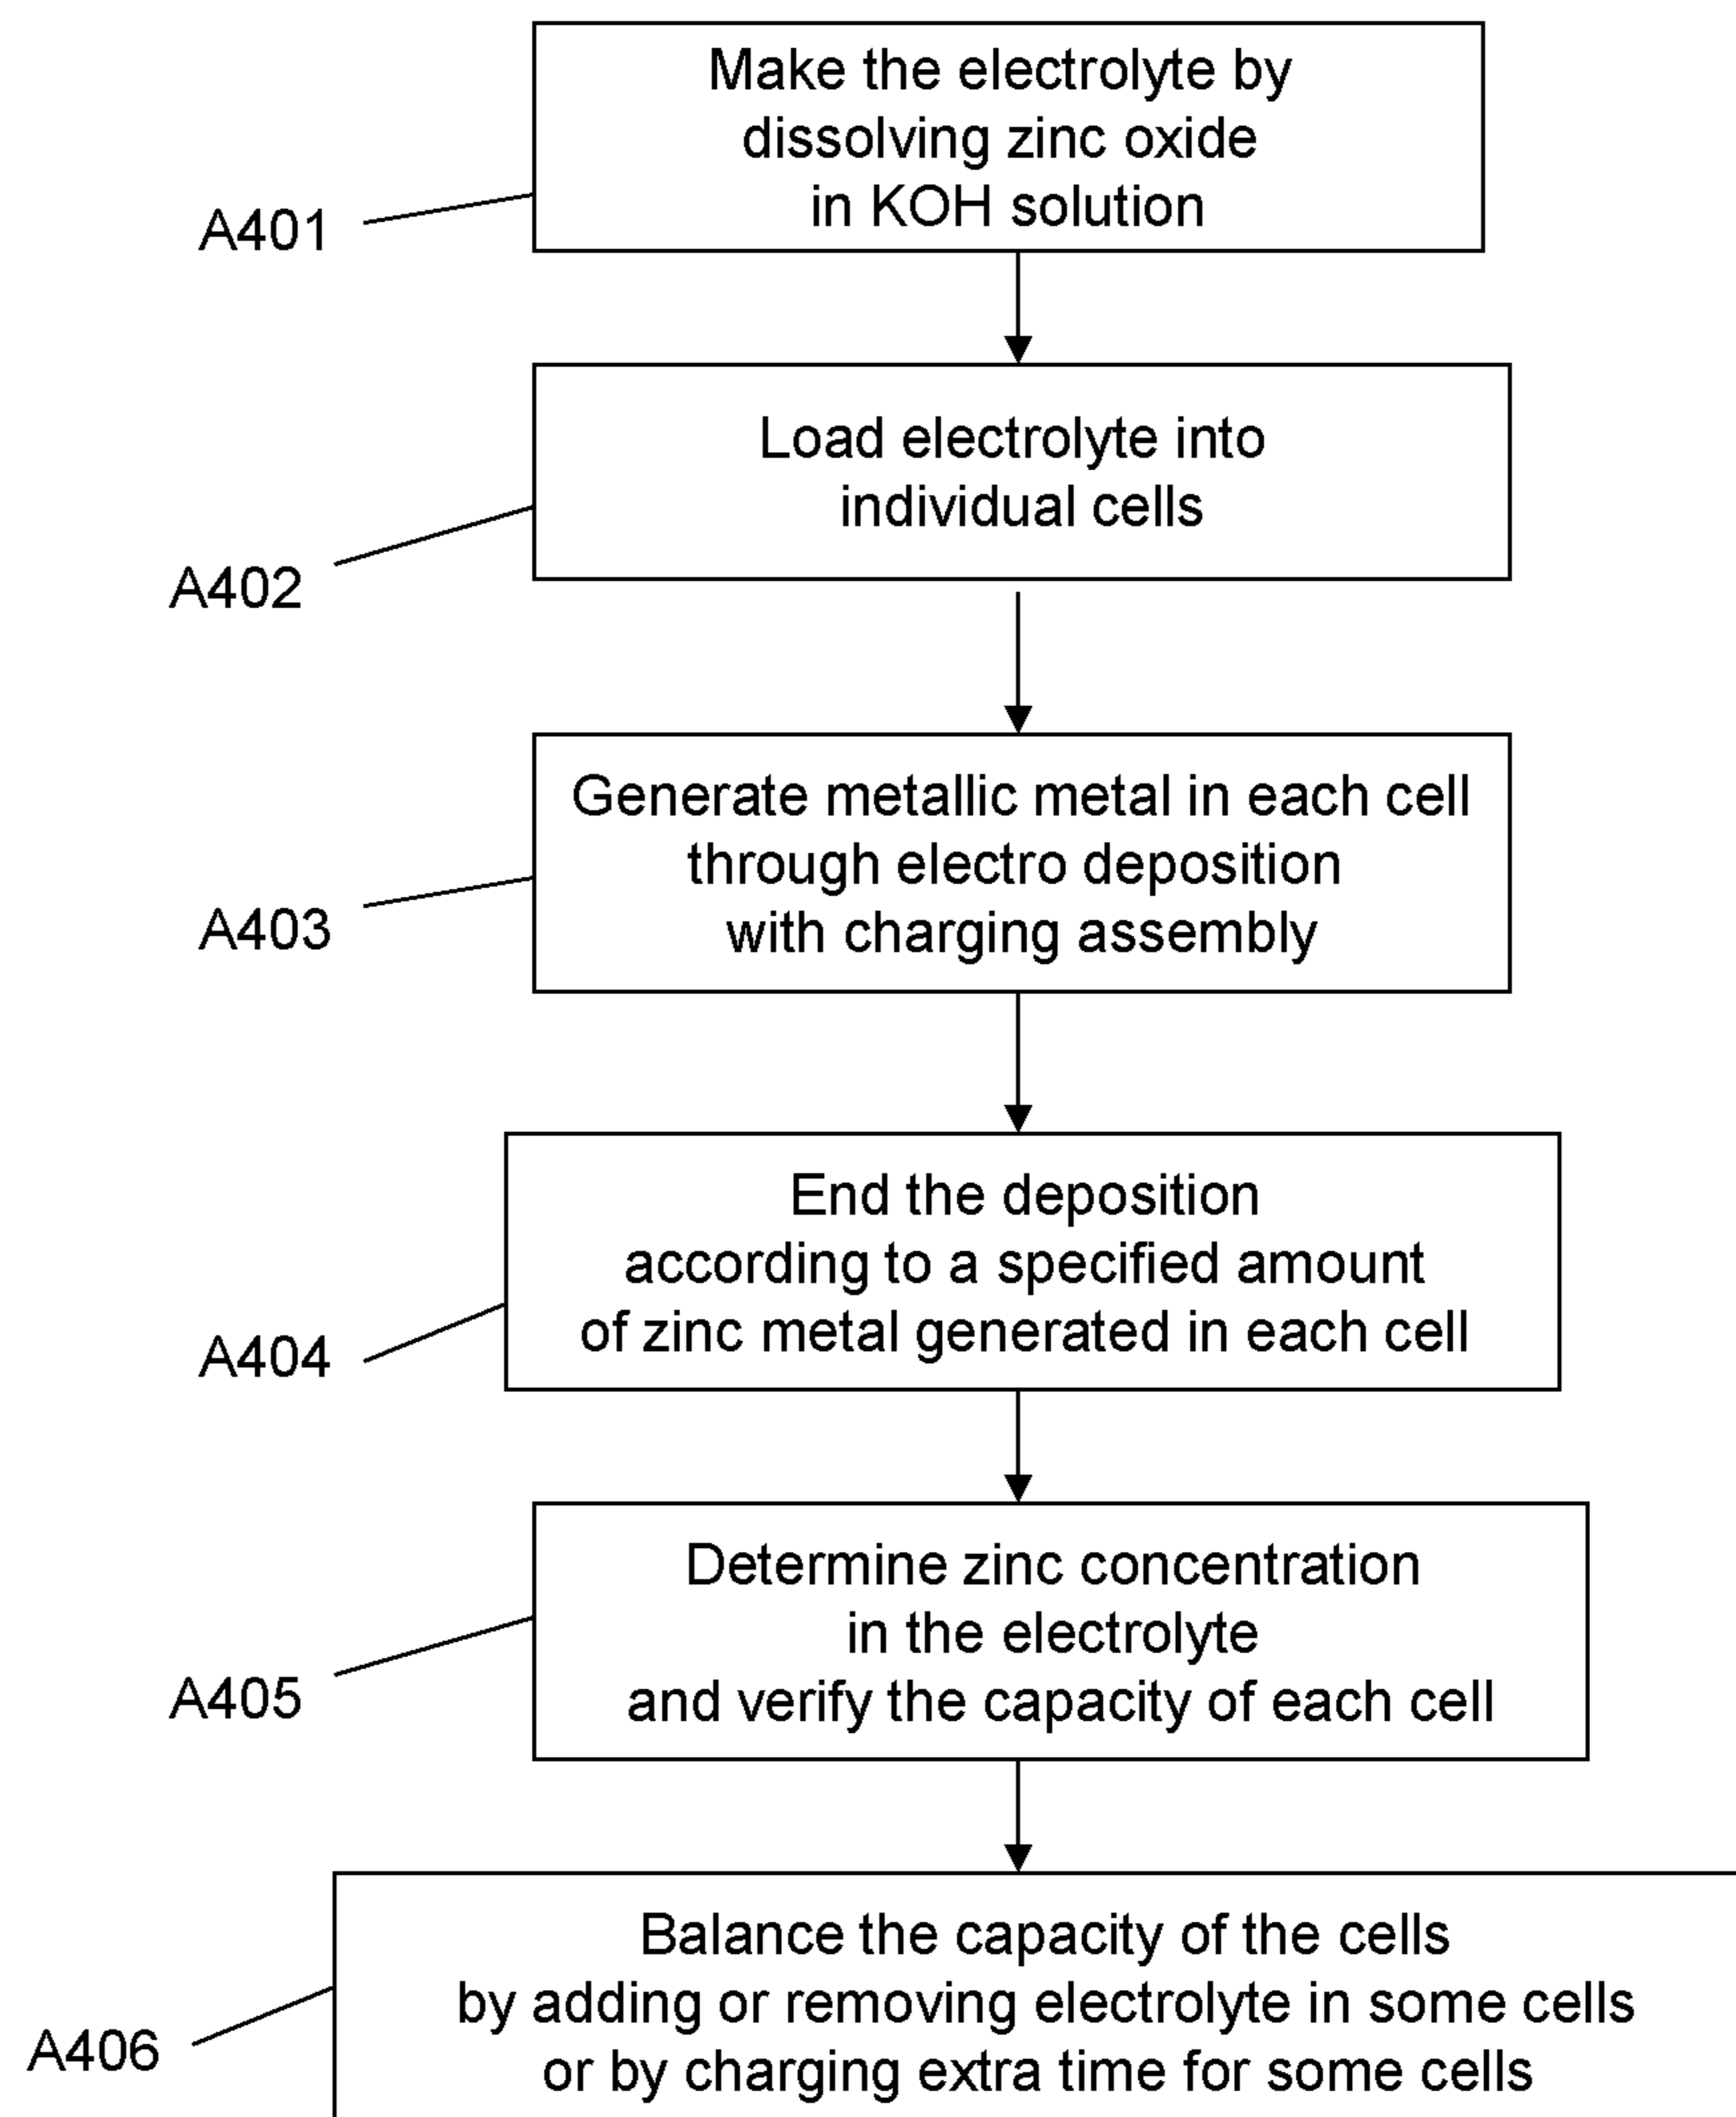 Make the electrolyte by
dissolving zinc oxide
in KOH solution
A401
Load electrolyte into
individual cells
A402
Generate metallic metal in each cell
through electro deposition
with charging assembly
A403
End the deposition
according to a specified amount
of zinc metal generated in each cell
A404
Determine zinc concentration
in the electrolyte
and verify the capacity of each cell
A405
Balance the capacity of the cells
by adding or removing electrolyte in some cells
or by charging extra time for some cells
A406